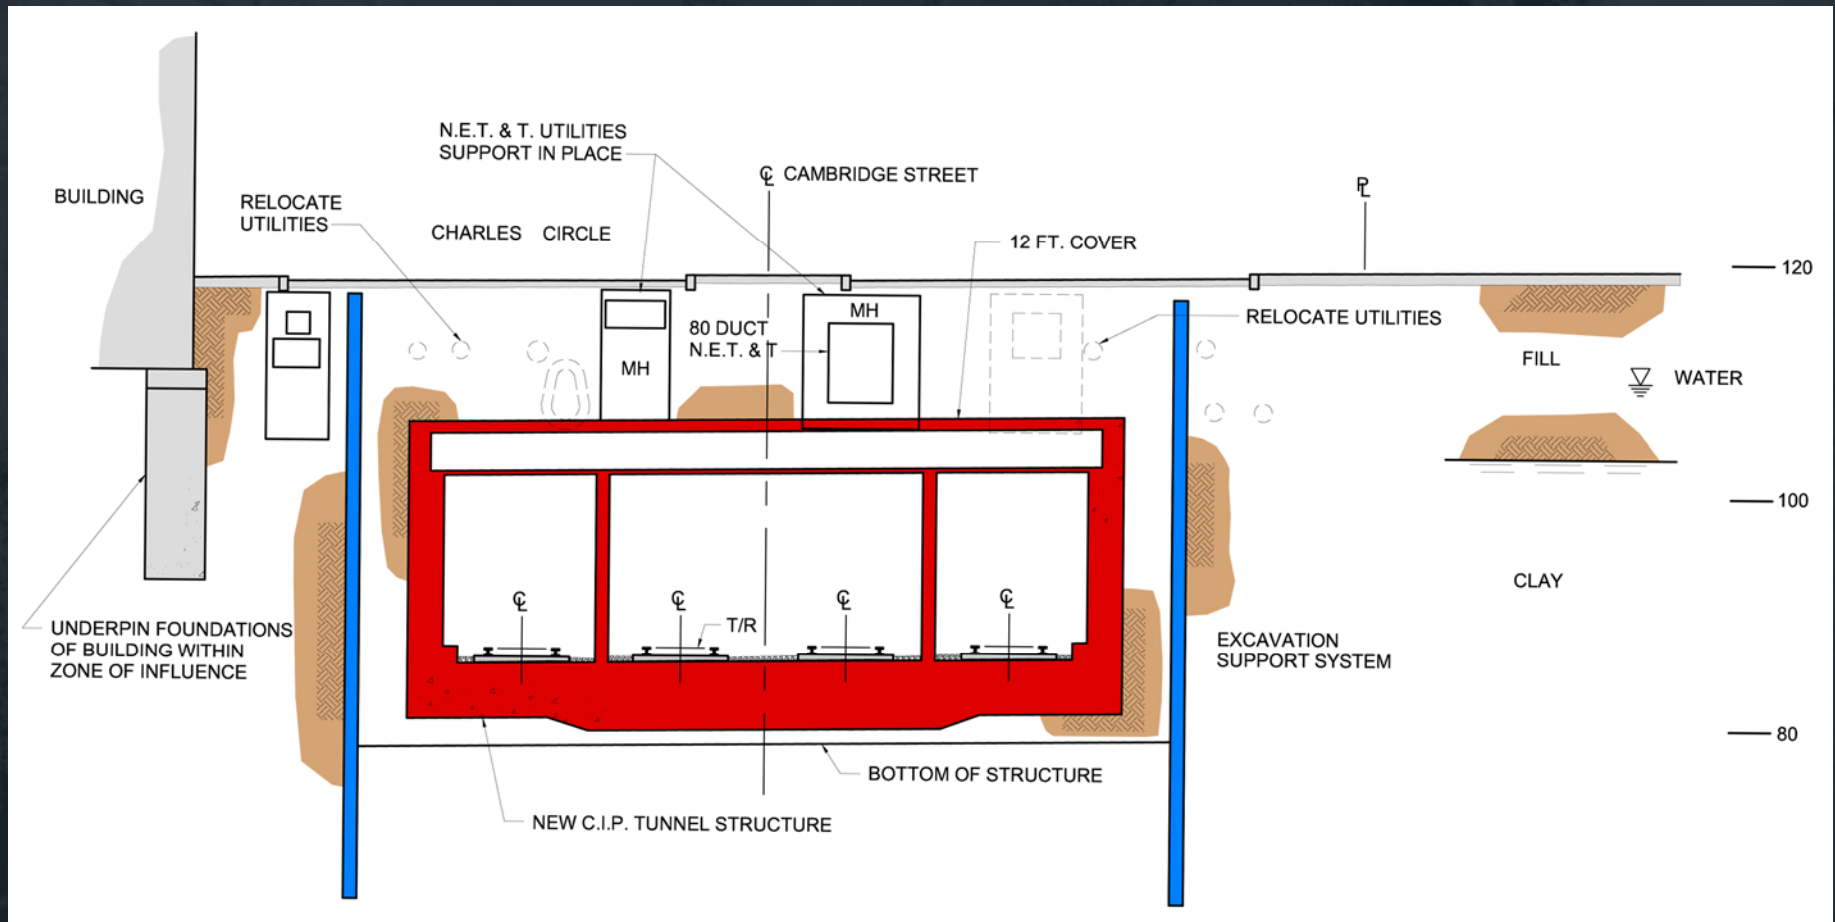 N.E.T. & T. UTILITIES
SUPPORT IN PLACE
℄ CAMBRIDGE STREET
PL
BUILDING
RELOCATE
UTILITIES
CHARLES CIRCLE
12 FT. COVER
120
MH
80 DUCT
N.E.T. & T
MH
RELOCATE UTILITIES
FILL
WATER
100
CLAY
℄
℄
℄
℄
T/R
UNDERPIN FOUNDATIONS
OF BUILDING WITHIN
ZONE OF INFLUENCE
EXCAVATION
SUPPORT SYSTEM
80
BOTTOM OF STRUCTURE
NEW C.I.P. TUNNEL STRUCTURE